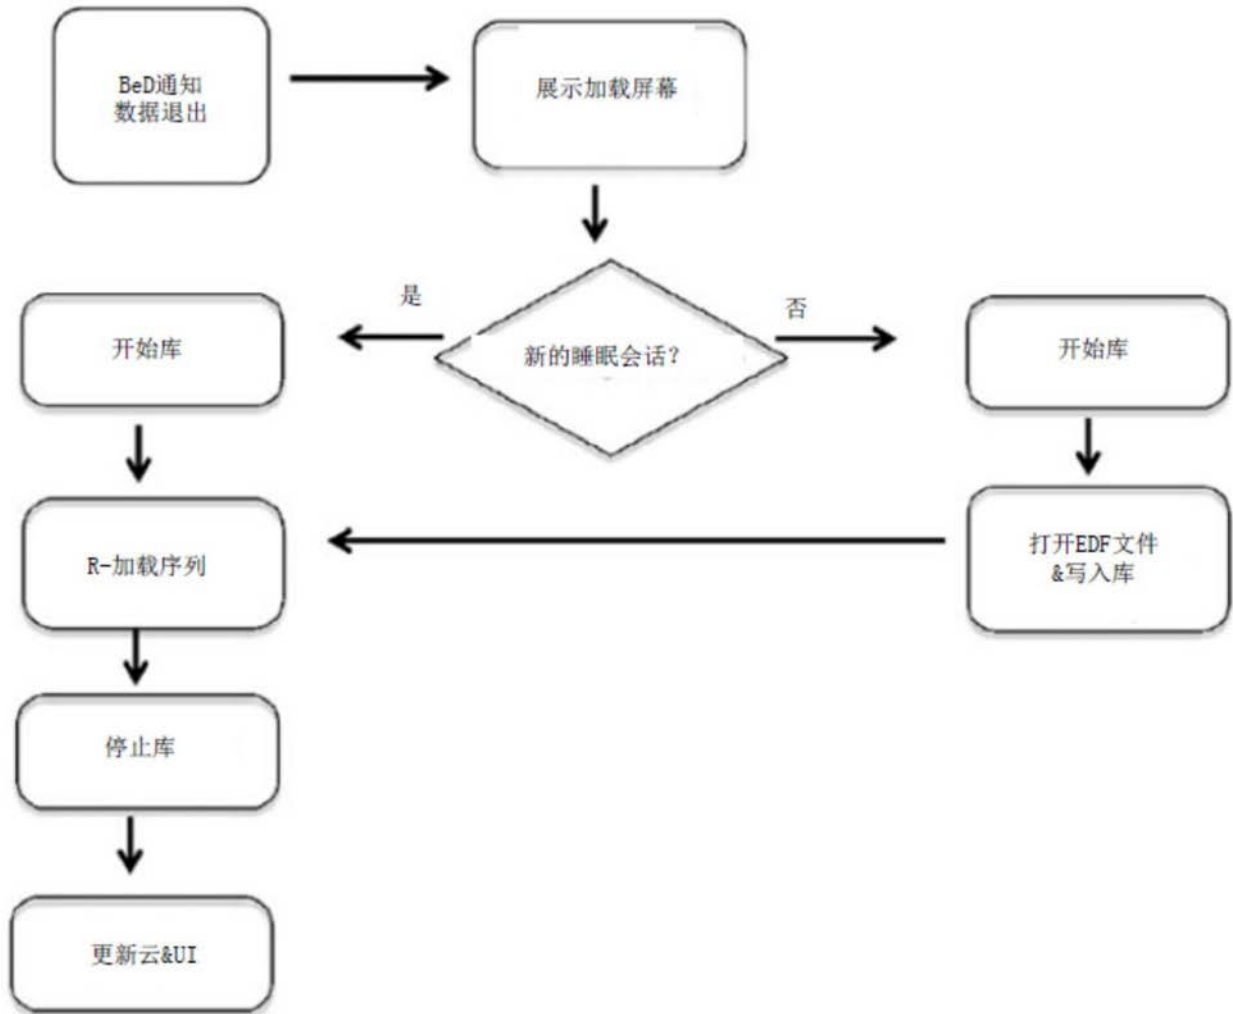 BeD通知
数据退出
展示加载屏幕
是
否
开始库
新的睡眠会话?
开始库
R-加载序列
打开EDF文件
&写入库
停止库
更新云&UI